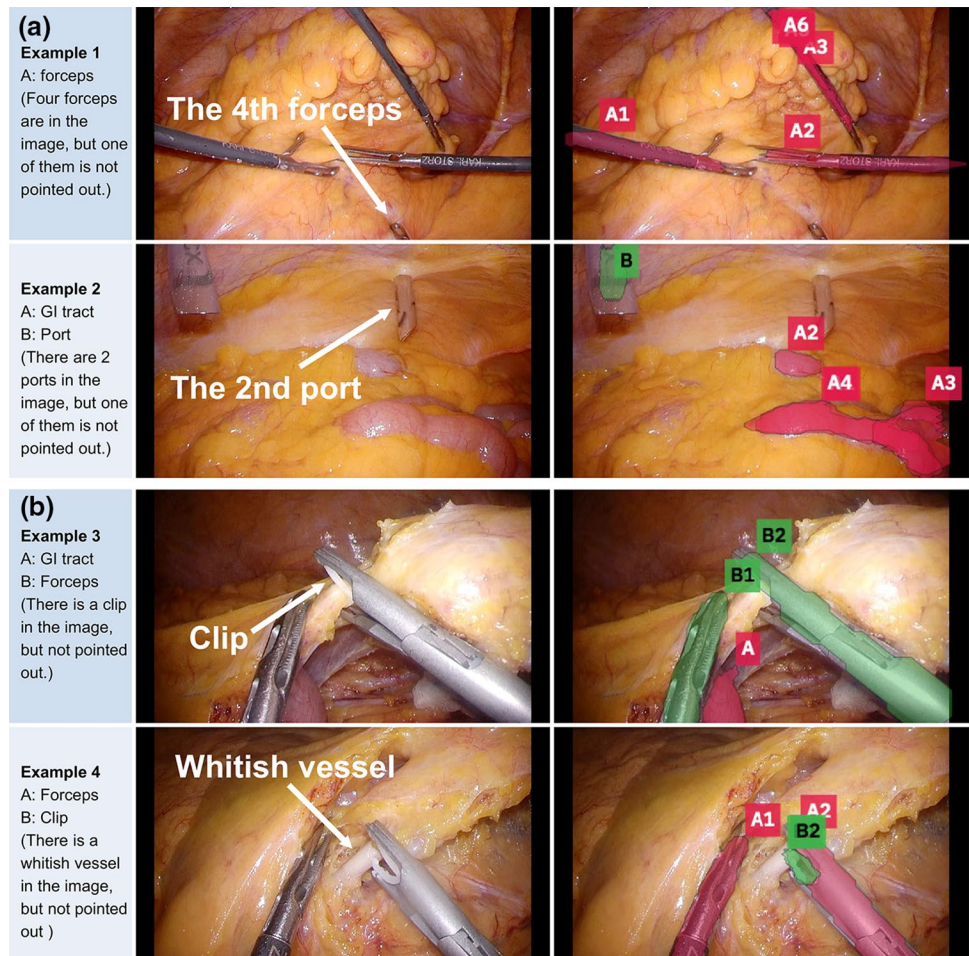 (a)
Example 1
A: forceps
(Four forceps
are in the
image, but one
of them is not
pointed out.)
The 4th forceps
KARL STORZ
A6
A3
A1
A2
Example 2
A: GI tract
B: Port
(There are 2
ports in the
image, but one
of them is not
pointed out.)
The 2nd port
B
A2
A4
A3
(b)
Example 3
A: GI tract
B: Forceps
(There is a clip
in the image,
but not pointed
out.)
Clip
B2
B1
A
Example 4
A: Forceps
B: Clip
(There is a
whitish vessel
in the image,
but not pointed
out )
Whitish vessel
A1
A2
B2